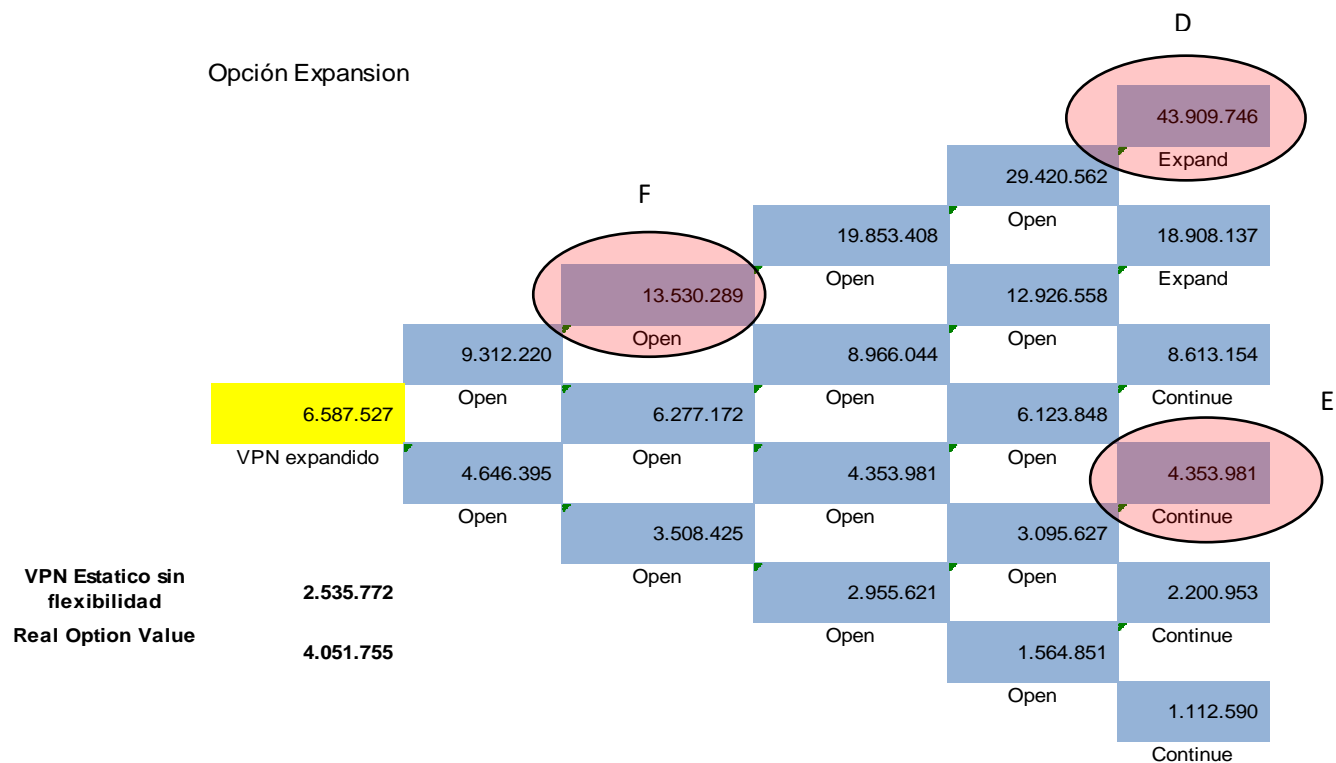 D
Opción Expansion
43.909.746
Expand
29.420.562
F
Open
19.853.408
18.908.137
Open
Expand
13.530.289
12.926.558
Open
Open
9.312.220
8.966.044
8.613.154
Open
Open
Continue
E
6.587.527
6.277.172
6.123.848
VPN expandido
Open
Open
4.646.395
4.353.981
4.353.981
Open
Open
Continue
3.508.425
3.095.627
VPN Estatico sin
flexibilidad
2.535.772
Open
Open
2.955.621
2.200.953
Real Option Value
4.051.755
Open
Continue
1.564.851
Open
1.112.590
Continue